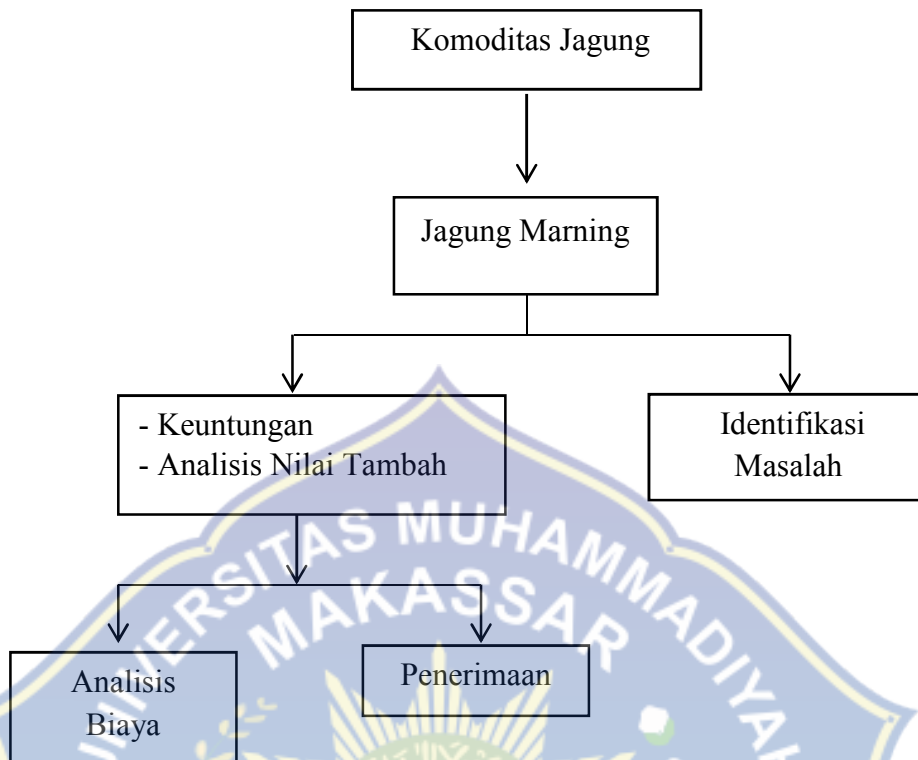 Komoditas Jagung
Jagung Marning
- Keuntungan
- Analisis Nilai Tambah
Identifikasi
Masalah
UNIVERSITAS MUHAMMADIYAH
MAKASSAR
Analisis
Biaya
Penerimaan